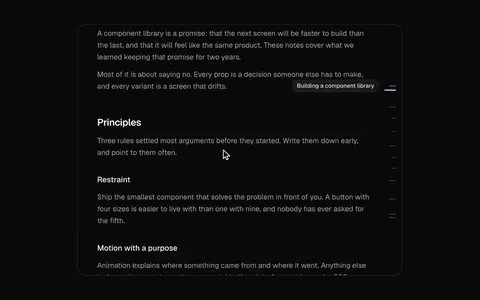 A component library is a promise: that the next screen will be faster to build than
the last, and that it will feel like the same product. These notes cover what we
learned keeping that promise for two years.
Most of it is about saying no. Every prop is a decision someone else has to make,
and every variant is a screen that drifts.
Building a component library
Principles
Three rules settled most arguments before they started. Write them down early,
and point to them often.
Restraint
Ship the smallest component that solves the problem in front of you. A button with
four sizes is easier to live with than one with nine, and nobody has ever asked for
the fifth.
Motion with a purpose
Animation explains where something came from and where it went. Anything else